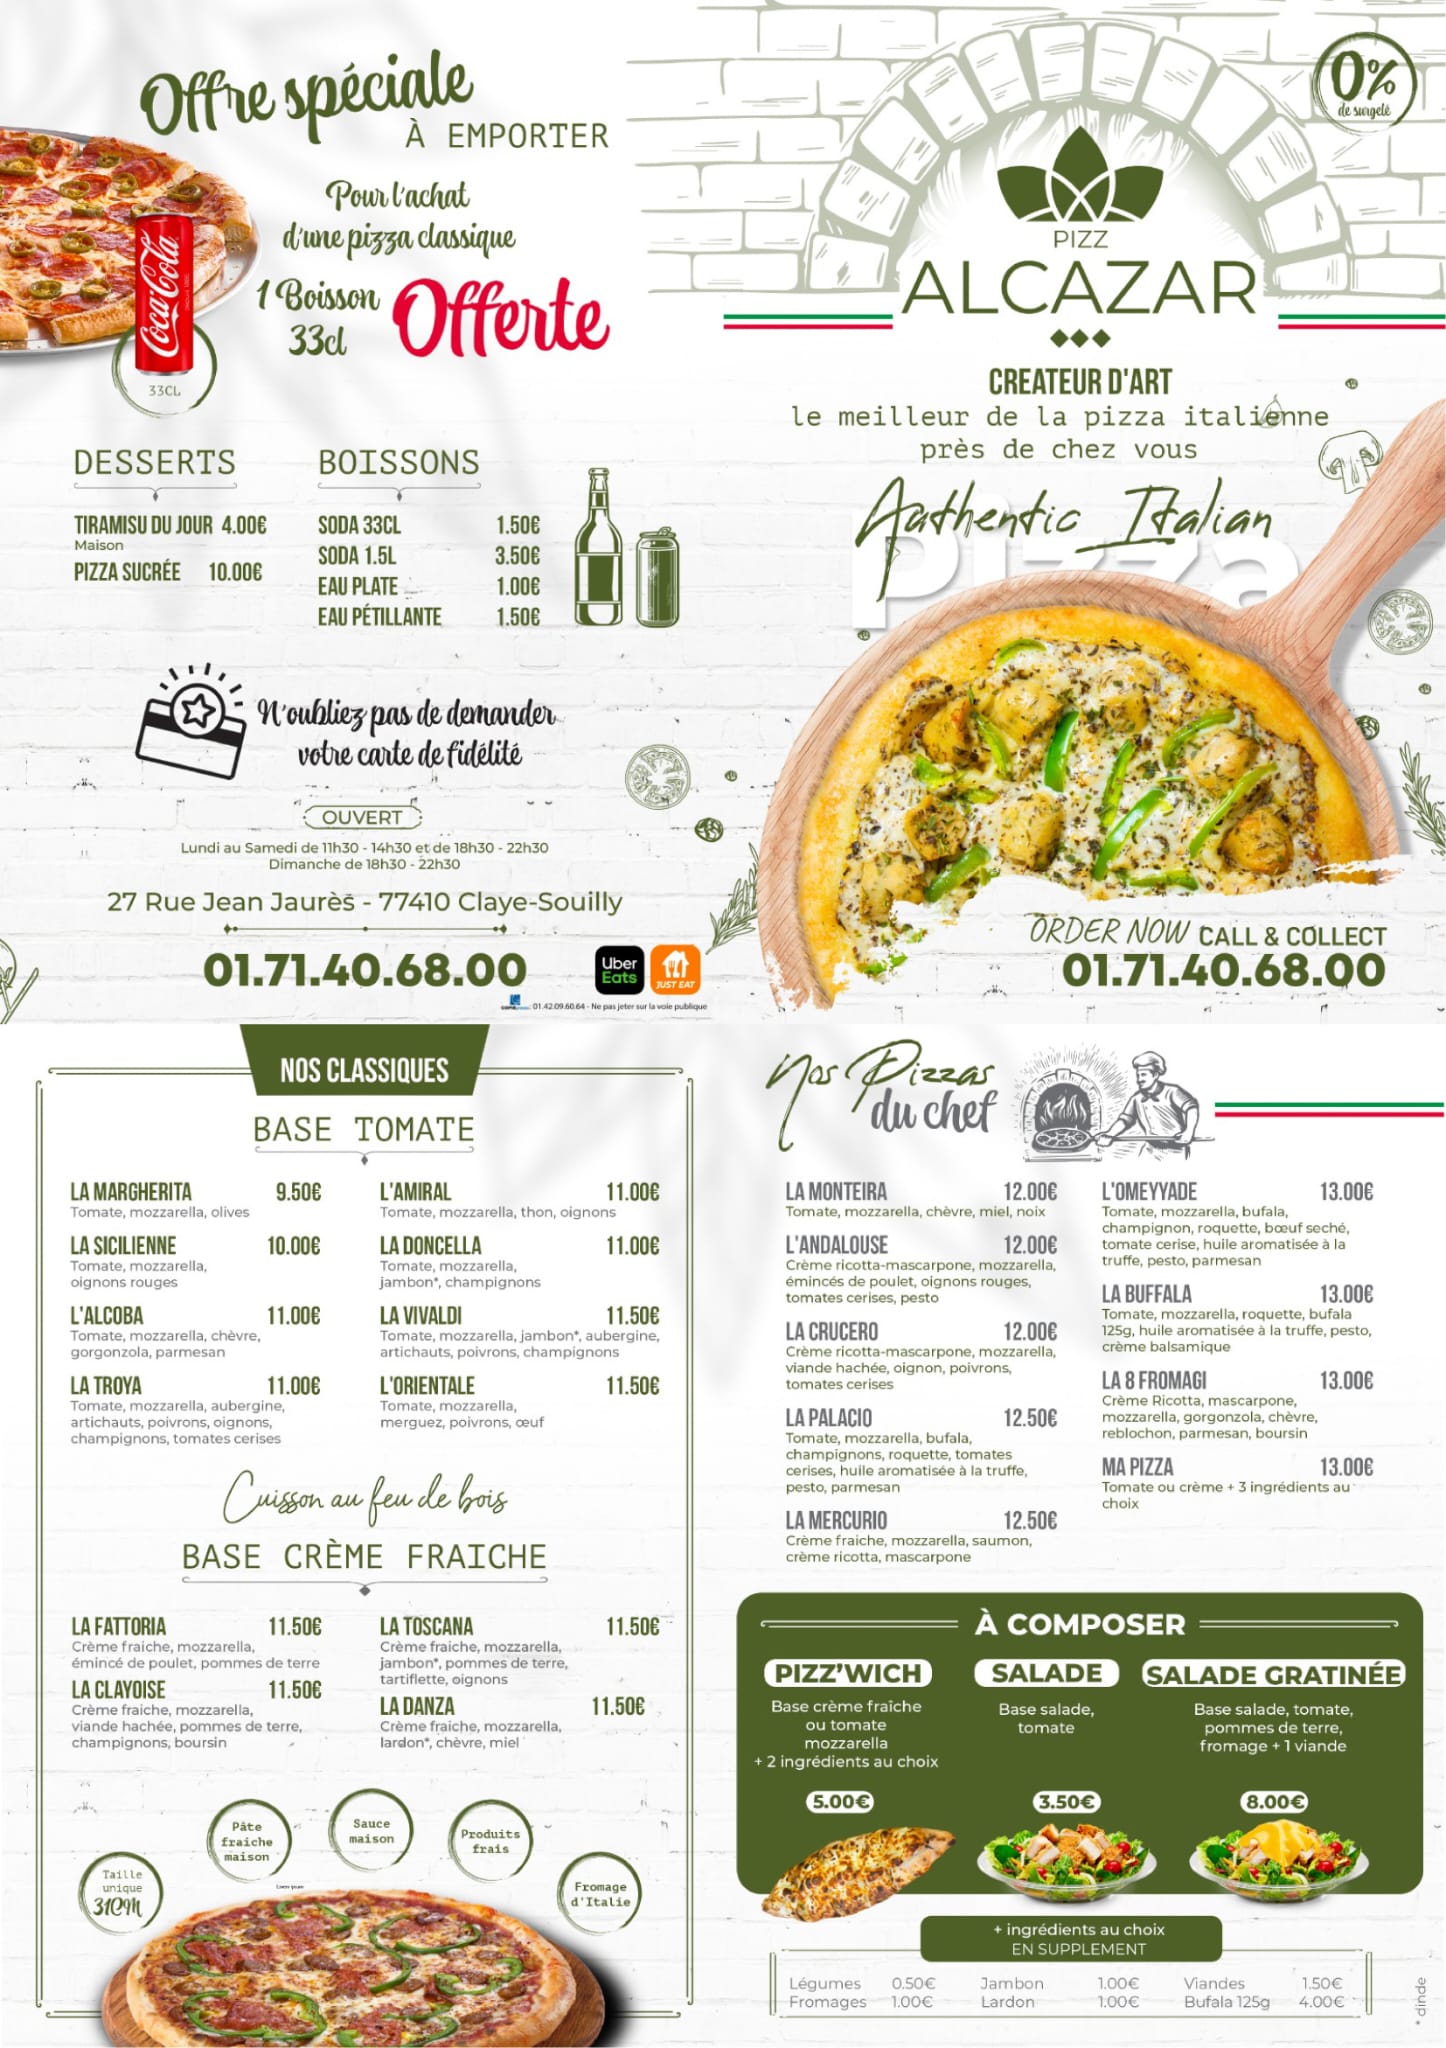 Offre spéciale
À EMPORTER
Pour l'achat
d'une pizza classique
1 Boisson
33cl
Offerte
Coca-Cola
33CL
DESSERTS
TIRAMISU DU JOUR 4.00€
Maison
PIZZA SUCRÉE 10.00€
BOISSONS
SODA 33CL 1.50€
SODA 1.5L 3.50€
EAU PLATE 1.00€
EAU PÉTILLANTE 1.50€
N'oubliez pas de demander
votre carte de fidélité
OUVERT
Lundi au Samedi de 11h30 - 14h30 et de 18h30 - 22h30
Dimanche de 18h30 - 22h30
27 Rue Jean Jaurès - 77410 Claye-Souilly
01.71.40.68.00
Uber
Eats
JUST EAT
01.42.09.60.64 - Ne pas jeter sur la voie publique
0%
de surgelé
PIZZ
ALCAZAR
CREATEUR D'ART
le meilleur de la pizza italienne
près de chez vous
Authentic Italian
Pizza
ORDER NOW CALL & COLLECT
01.71.40.68.00
NOS CLASSIQUES
BASE TOMATE
LA MARGHERITA 9.50€
Tomate, mozzarella, olives
LA SICILIENNE 10.00€
Tomate, mozzarella,
oignons rouges
L'ALCOBA 11.00€
Tomate, mozzarella, chèvre,
gorgonzola, parmesan
LA TROYA 11.00€
Tomate, mozzarella, aubergine,
artichauts, poivrons, oignons,
champignons, tomates cerises
L'AMIRAL 11.00€
Tomate, mozzarella, thon, oignons
LA DONCELLA 11.00€
Tomate, mozzarella,
jambon*, champignons
LA VIVALDI 11.50€
Tomate, mozzarella, jambon*, aubergine,
artichauts, poivrons, champignons
L'ORIENTALE 11.50€
Tomate, mozzarella,
merguez, poivrons, œuf
Cuisson au feu de bois
BASE CRÈME FRAICHE
LA FATTORIA 11.50€
Crème fraiche, mozzarella,
émincé de poulet, pommes de terre
LA CLAYOISE 11.50€
Crème fraiche, mozzarella,
viande hachée, pommes de terre,
champignons, boursin
LA TOSCANA 11.50€
Crème fraiche, mozzarella,
jambon*, pommes de terre,
tartiflette, oignons
LA DANZA 11.50€
Crème fraiche, mozzarella,
lardon*, chèvre, miel
Taille
unique
31CM
Pâte
fraiche
maison
Sauce
maison
Produits
frais
Fromage
d'Italie
Lorem ipsum
Nos Pizzas
du chef
LA MONTEIRA 12.00€
Tomate, mozzarella, chèvre, miel, noix
L'ANDALOUSE 12.00€
Crème ricotta-mascarpone, mozzarella,
émincés de poulet, oignons rouges,
tomates cerises, pesto
LA CRUCERO 12.00€
Crème ricotta-mascarpone, mozzarella,
viande hachée, oignon, poivrons,
tomates cerises
LA PALACIO 12.50€
Tomate, mozzarella, bufala,
champignons, roquette, tomates
cerises, huile aromatisée à la truffe,
pesto, parmesan
LA MERCURIO 12.50€
Crème fraiche, mozzarella, saumon,
crème ricotta, mascarpone
L'OMEYYADE 13.00€
Tomate, mozzarella, bufala,
champignon, roquette, bœuf seché,
tomate cerise, huile aromatisée à la
truffe, pesto, parmesan
LA BUFFALA 13.00€
Tomate, mozzarella, roquette, bufala
125g, huile aromatisée à la truffe, pesto,
crème balsamique
LA 8 FROMAGI 13.00€
Crème Ricotta, mascarpone,
mozzarella, gorgonzola, chèvre,
reblochon, parmesan, boursin
MA PIZZA 13.00€
Tomate ou crème + 3 ingrédients au
choix
À COMPOSER
PIZZ'WICH
Base crème fraîche
ou tomate
mozzarella
+ 2 ingrédients au choix
5.00€
SALADE
Base salade,
tomate
3.50€
SALADE GRATINÉE
Base salade, tomate,
pommes de terre,
fromage + 1 viande
8.00€
+ ingrédients au choix
EN SUPPLEMENT
Légumes 0.50€ Jambon 1.00€ Viandes 1.50€
Fromages 1.00€ Lardon 1.00€ Bufala 125g 4.00€
* dinde